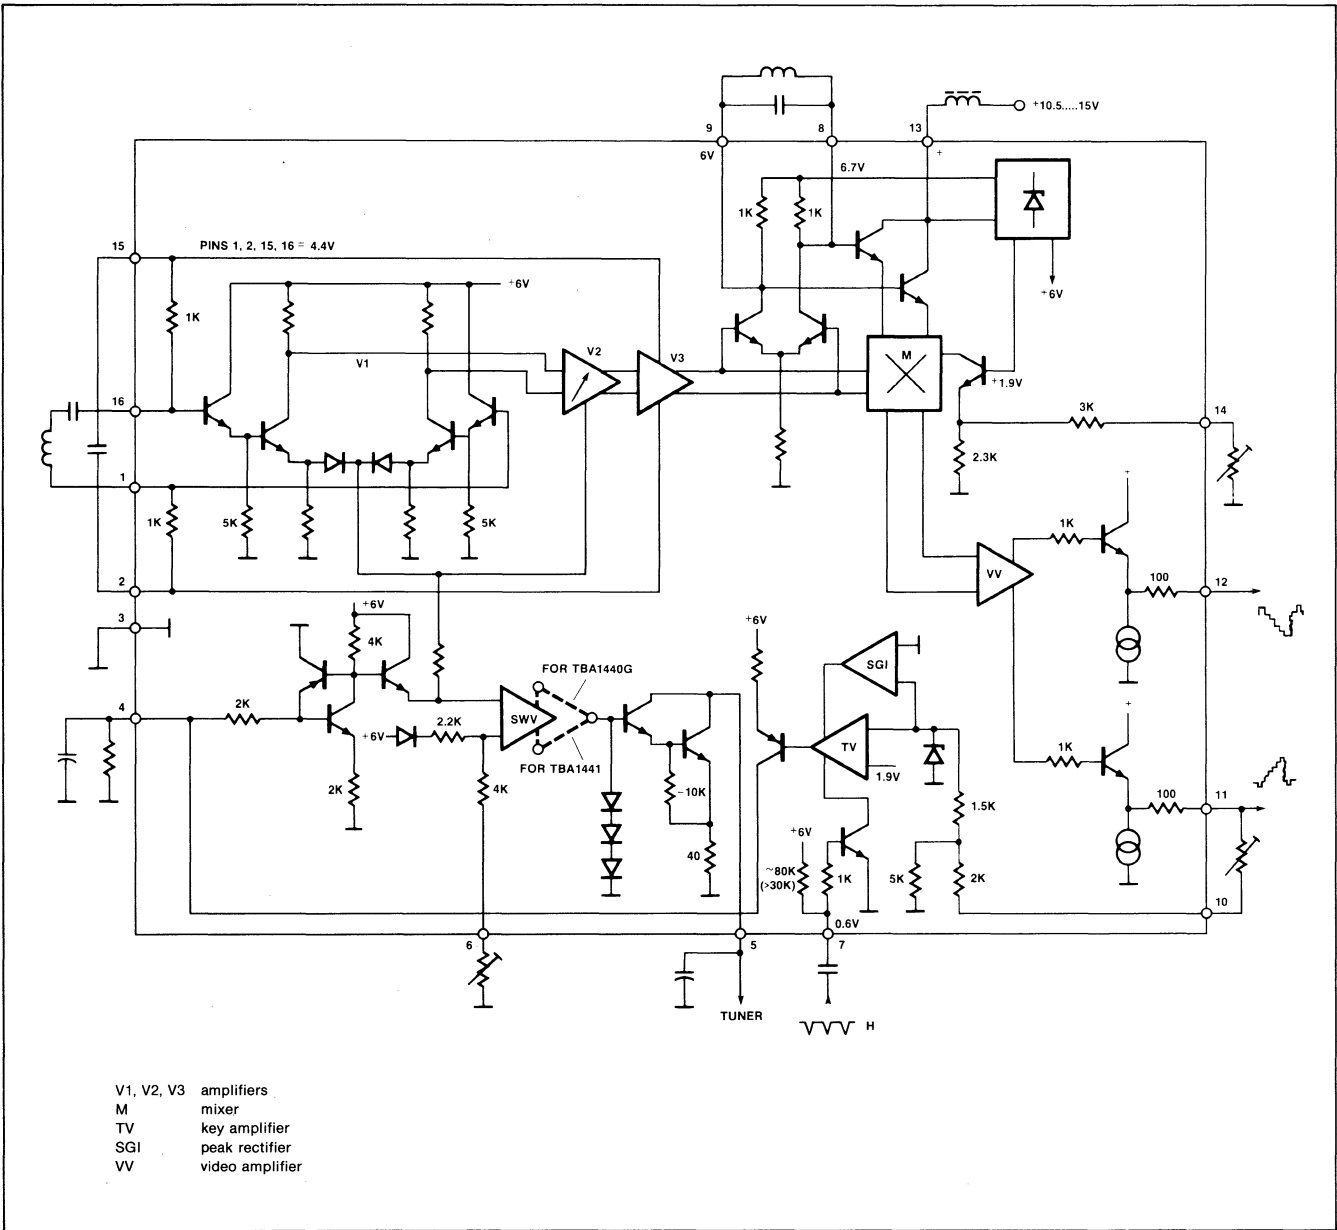 +10.5.....15V
9
8
13
6V
+
6.7V
1K
1K
15
PINS 1, 2, 15, 16 = 4.4V
+6V
+6V
1K
V1
V2
V3
M
+1.9V
16
3K
14
2.3K
1
1K
5K
5K
1K
+
VV
100
12
2
3
+6V
4K
+6V
SGI
FOR TBA1440G
2K
4
+6V
2.2K
SWV
TV
+
FOR TBA1441
1.9V
1K
2K
4K
~10K
1.5K
100
11
+6V
40
~80K
(>30K)
1K
5K
2K
10
0.6V
6
5
7
TUNER
H
V1, V2, V3 amplifiers
M mixer
TV key amplifier
SGI peak rectifier
VV video amplifier